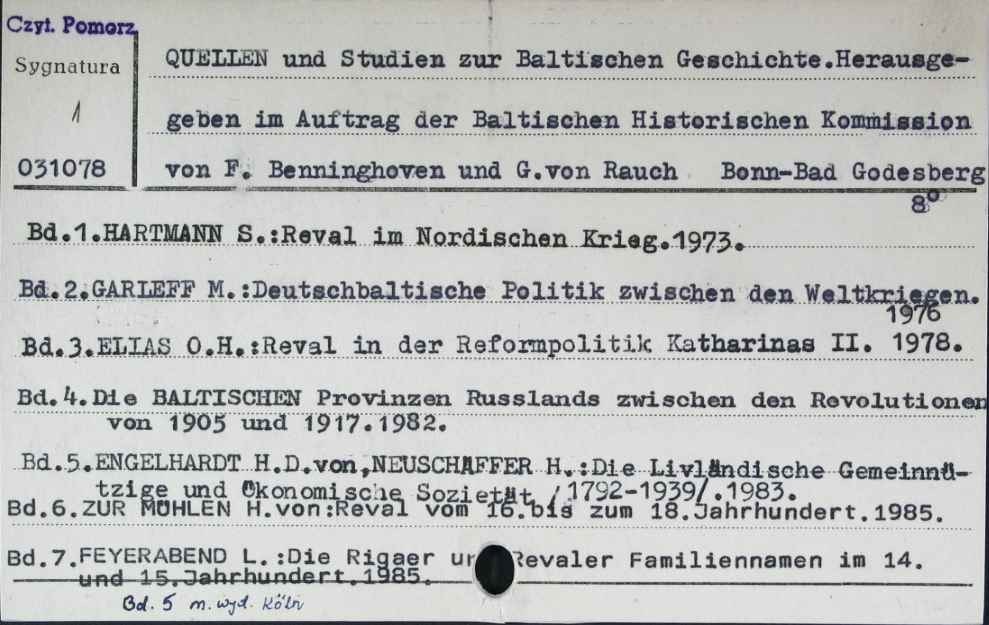 Czyt. Pomorz.
Sygnatura
1
031078
QUELLEN und Studien zur Baltischen Geschichte.Herausge-
geben im Auftrag der Baltischen Historischen Kommission
von F. Benninghoven und G.von Rauch Bonn-Bad Godesberg
8°
Bd.1.HARTMANN S.:Reval im Nordischen Krieg.1973.
Bd.2.GARLEFF M.:Deutschbaltische Politik zwischen den Weltkriegen.
1976
Bd.3.ELIAS O.H.:Reval in der Reformpolitik Katharinas II. 1978.
Bd.4.Die BALTISCHEN Provinzen Russlands zwischen den Revolutionen
von 1905 und 1917.1982.
Bd.5.ENGELHARDT H.D.von,NEUSCHÄFFER H.:Die Livländische Gemeinnü-
tzige und Ökonomische Sozietät /1792-1939/.1983.
Bd.6.ZUR MÜHLEN H.von:Reval vom 16.bis zum 18.Jahrhundert.1985.
Bd.7.FEYERABEND L.:Die Rigaer und Revaler Familiennamen im 14.
und 15.Jahrhundert.1985.
Bd. 5 m. wyd. Köln